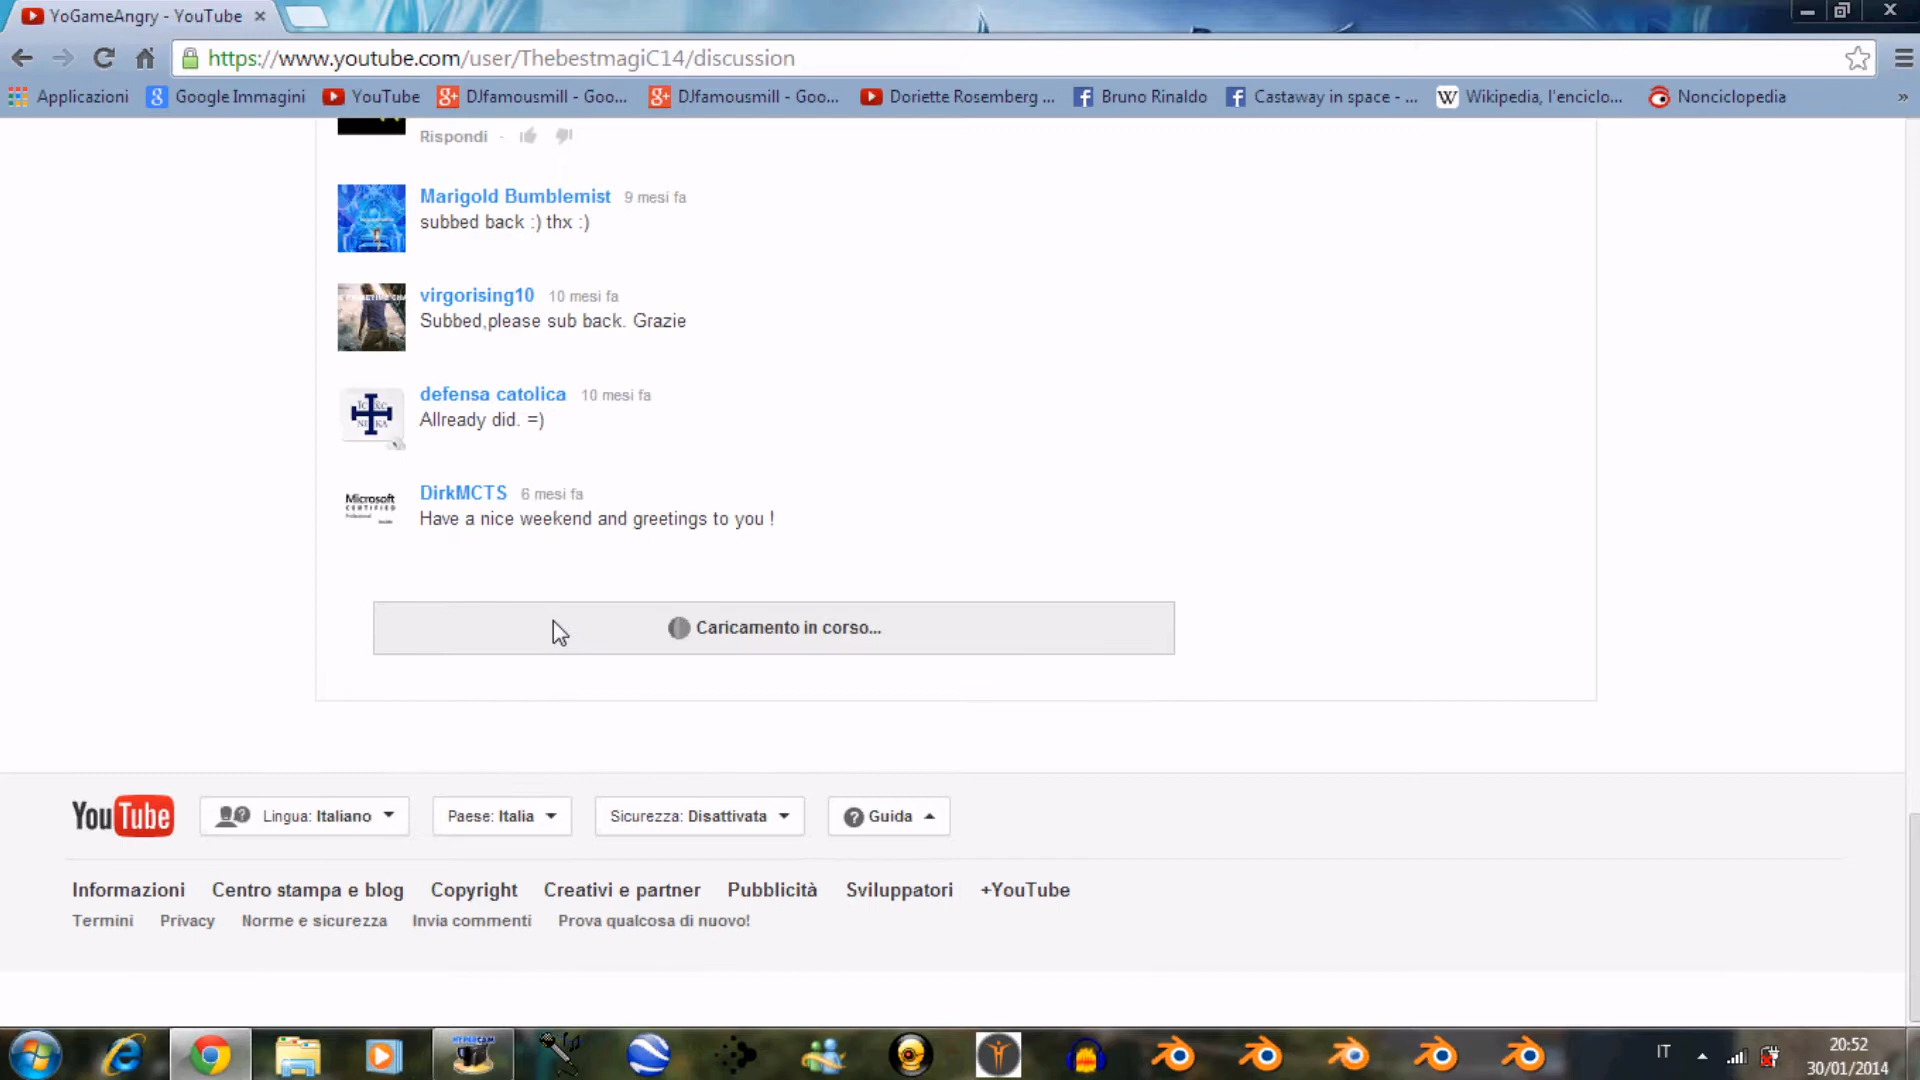 YoGameAngry - YouTube
https://www.youtube.com/user/ThebestmagiC14/discussion
Applicazioni Google Immagini YouTube DJfamousmill - Goo... DJfamousmill - Goo... Doriette Rosemberg ... Bruno Rinaldo Castaway in space - ... Wikipedia, l'enciclo... Nonciclopedia »
Rispondi -
Marigold Bumblemist 9 mesi fa
subbed back :) thx :)
virgorising10 10 mesi fa
Subbed,please sub back. Grazie
defensa catolica 10 mesi fa
Allready did. =)
DirkMCTS 6 mesi fa
Microsoft
CERTIFIED
Professional
Have a nice weekend and greetings to you !
Caricamento in corso...
YouTube Lingua: Italiano Paese: Italia Sicurezza: Disattivata Guida
Informazioni Centro stampa e blog Copyright Creativi e partner Pubblicità Sviluppatori +YouTube
Termini Privacy Norme e sicurezza Invia commenti Prova qualcosa di nuovo!
HYPERCAM
IT
20:52
30/01/2014